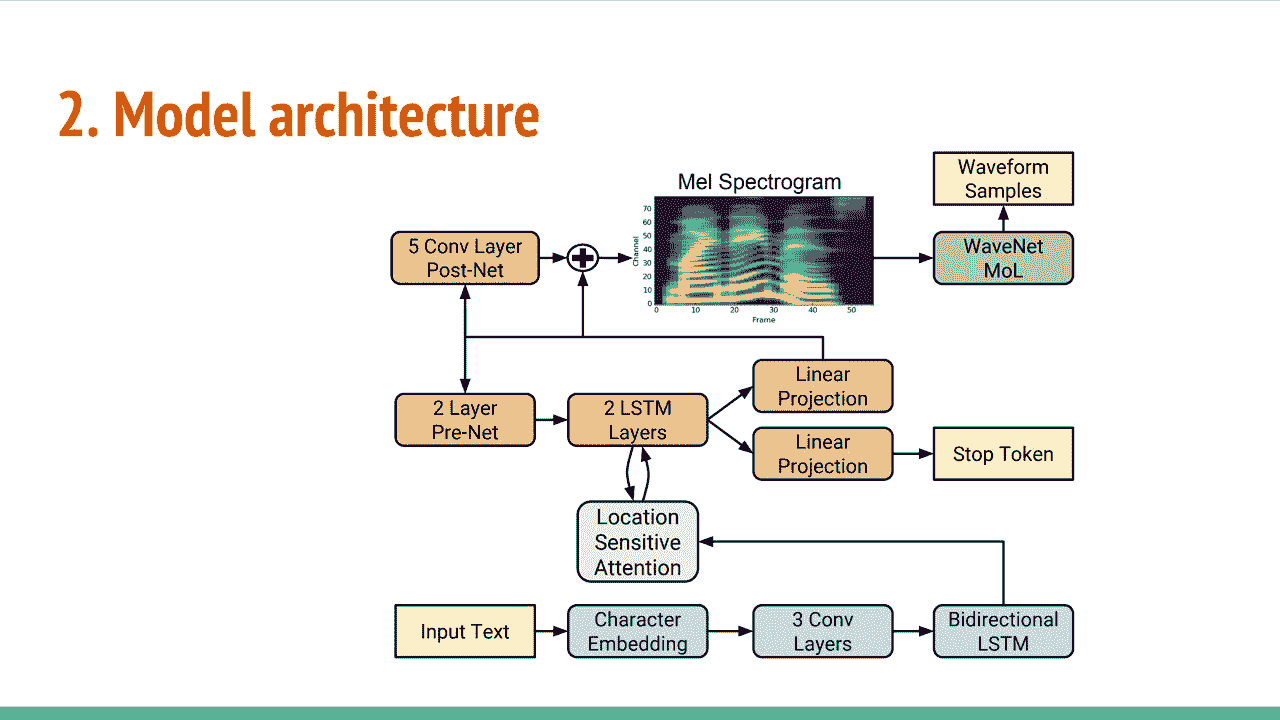 2. Model architecture
Waveform
Samples
Mel Spectrogram
5 Conv Layer
Post-Net
WaveNet
MoL
Channel
70
60
50
40
30
20
10
0
0 10 20 30 40 50
Frame
Linear
Projection
2 Layer
Pre-Net
2 LSTM
Layers
Linear
Projection
Stop Token
Location
Sensitive
Attention
Input Text
Character
Embedding
3 Conv
Layers
Bidirectional
LSTM